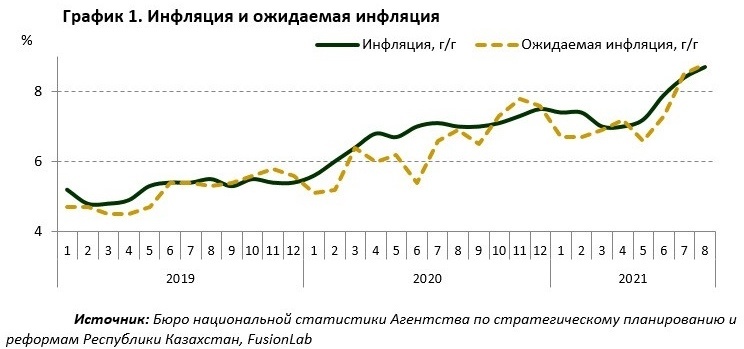 График 1. Инфляция и ожидаемая инфляция
%
Инфляция, г/г
Ожидаемая инфляция, г/г
8
6
4
1 2 3 4 5 6 7 8 9 10 11 12 1 2 3 4 5 6 7 8 9 10 11 12 1 2 3 4 5 6 7 8
2019 2020 2021
Источник: Бюро национальной статистики Агентства по стратегическому планированию и
реформам Республики Казахстан, FusionLab